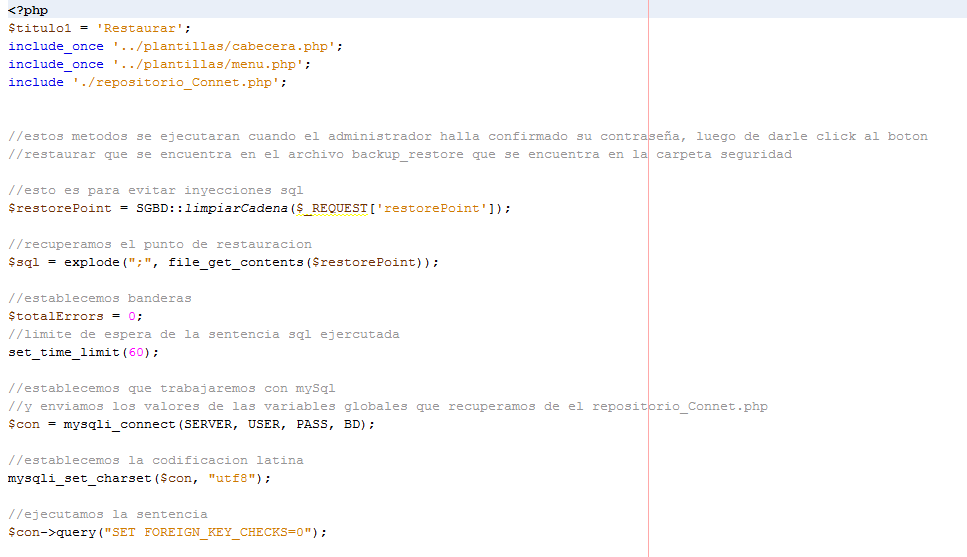 <?php
$titulo1 = 'Restaurar';
include_once '../plantillas/cabecera.php';
include_once '../plantillas/menu.php';
include './repositorio_Connet.php';
//estos metodos se ejecutaran cuando el administrador halla confirmado su contraseña, luego de darle click al boton
//restaurar que se encuentra en el archivo backup_restore que se encuentra en la carpeta seguridad
//esto es para evitar inyecciones sql
$restorePoint = SGBD::limpiarCadena($_REQUEST['restorePoint']);
//recuperamos el punto de restauracion
$sql = explode(";", file_get_contents($restorePoint));
//establecemos banderas
$totalErrors = 0;
//limite de espera de la sentencia sql ejercutada
set_time_limit(60);
//establecemos que trabajaremos con mySql
//y enviamos los valores de las variables globales que recuperamos de el repositorio_Connet.php
$con = mysqli_connect(SERVER, USER, PASS, BD);
//establecemos la codificacion latina
mysqli_set_charset($con, "utf8");
//ejecutamos la sentencia
$con->query("SET FOREIGN_KEY_CHECKS=0");